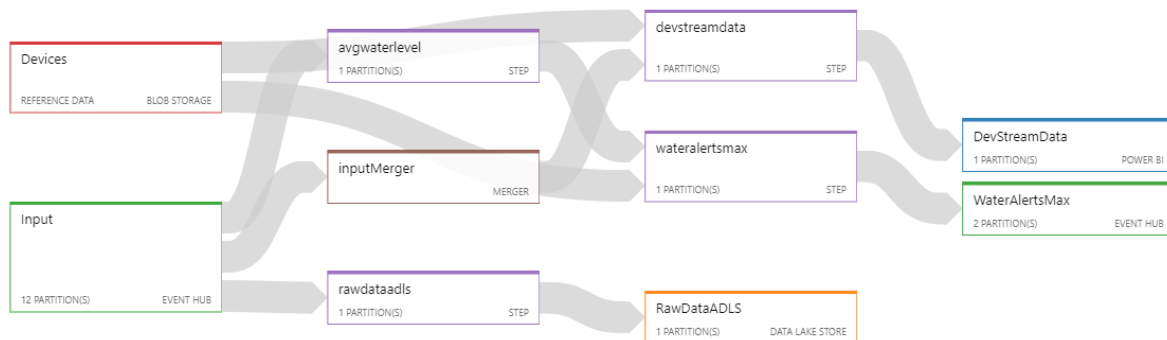 Devices
REFERENCE DATA BLOB STORAGE
Input
12 PARTITION(S) EVENT HUB
avgwaterlevel
1 PARTITION(S) STEP
inputMerger
MERGER
rawdataadls
1 PARTITION(S) STEP
devstreamdata
1 PARTITION(S) STEP
wateralertsmax
1 PARTITION(S) STEP
RawDataADLS
1 PARTITION(S) DATA LAKE STORE
DevStreamData
1 PARTITION(S) POWER BI
WaterAlertsMax
2 PARTITION(S) EVENT HUB